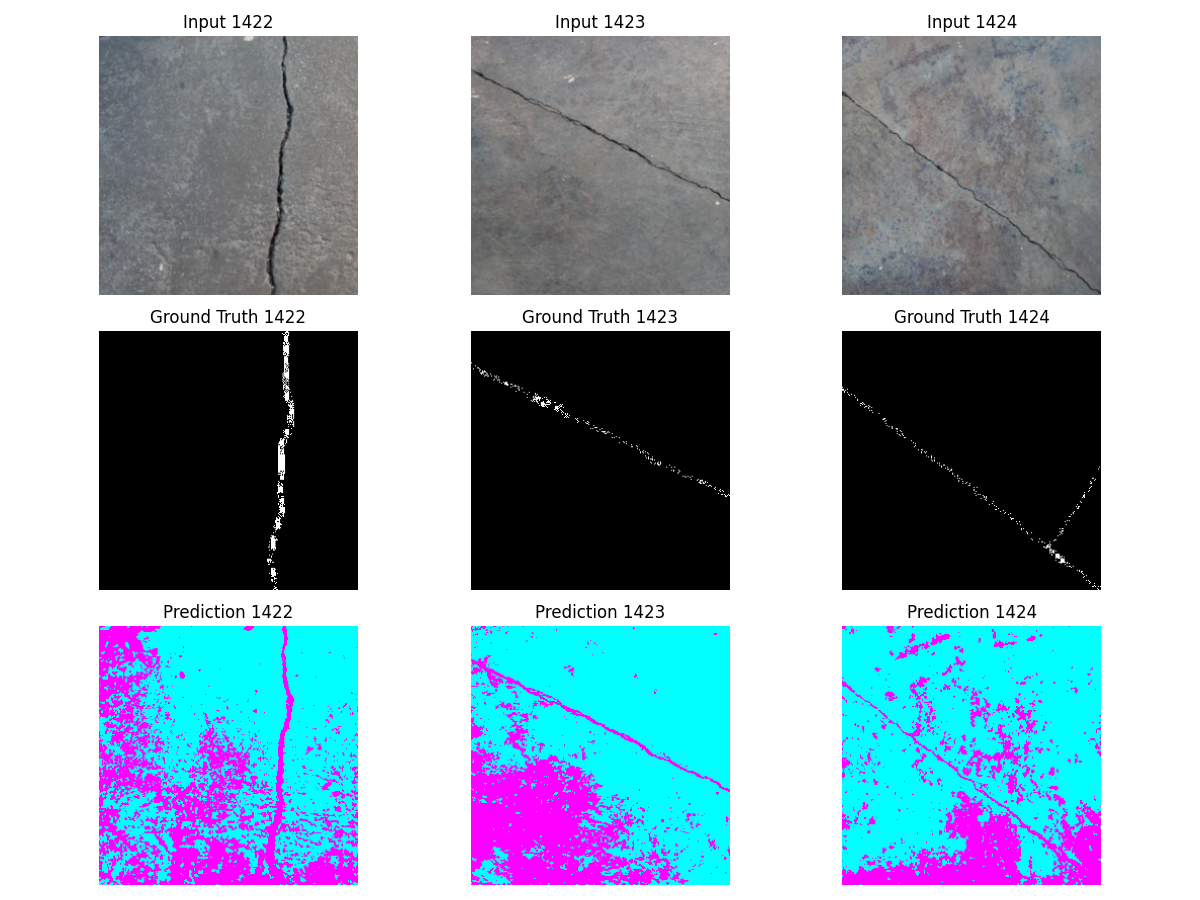 Input 1422
Input 1423
Input 1424
Ground Truth 1422
Ground Truth 1423
Ground Truth 1424
Prediction 1422
Prediction 1423
Prediction 1424